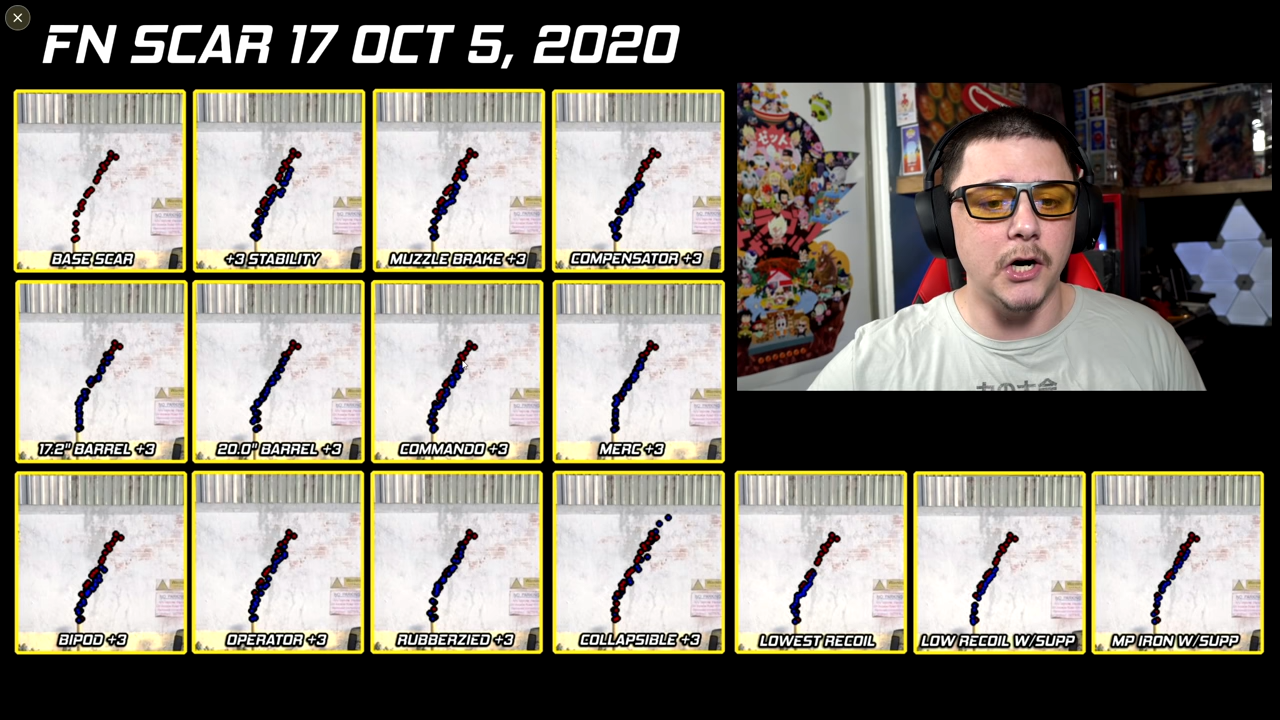 FN SCAR 17 OCT 5, 2020
BASE SCAR
+3 STABILITY
MUZZLE BRAKE +3
COMPENSATOR +3
17.2" BARREL +3
20.0" BARREL +3
COMMANDO +3
MERC +3
BIPOD +3
OPERATOR +3
RUBBERZIED +3
COLLAPSIBLE +3
LOWEST RECOIL
LOW RECOIL W/SUPP
MP IRON W/SUPP